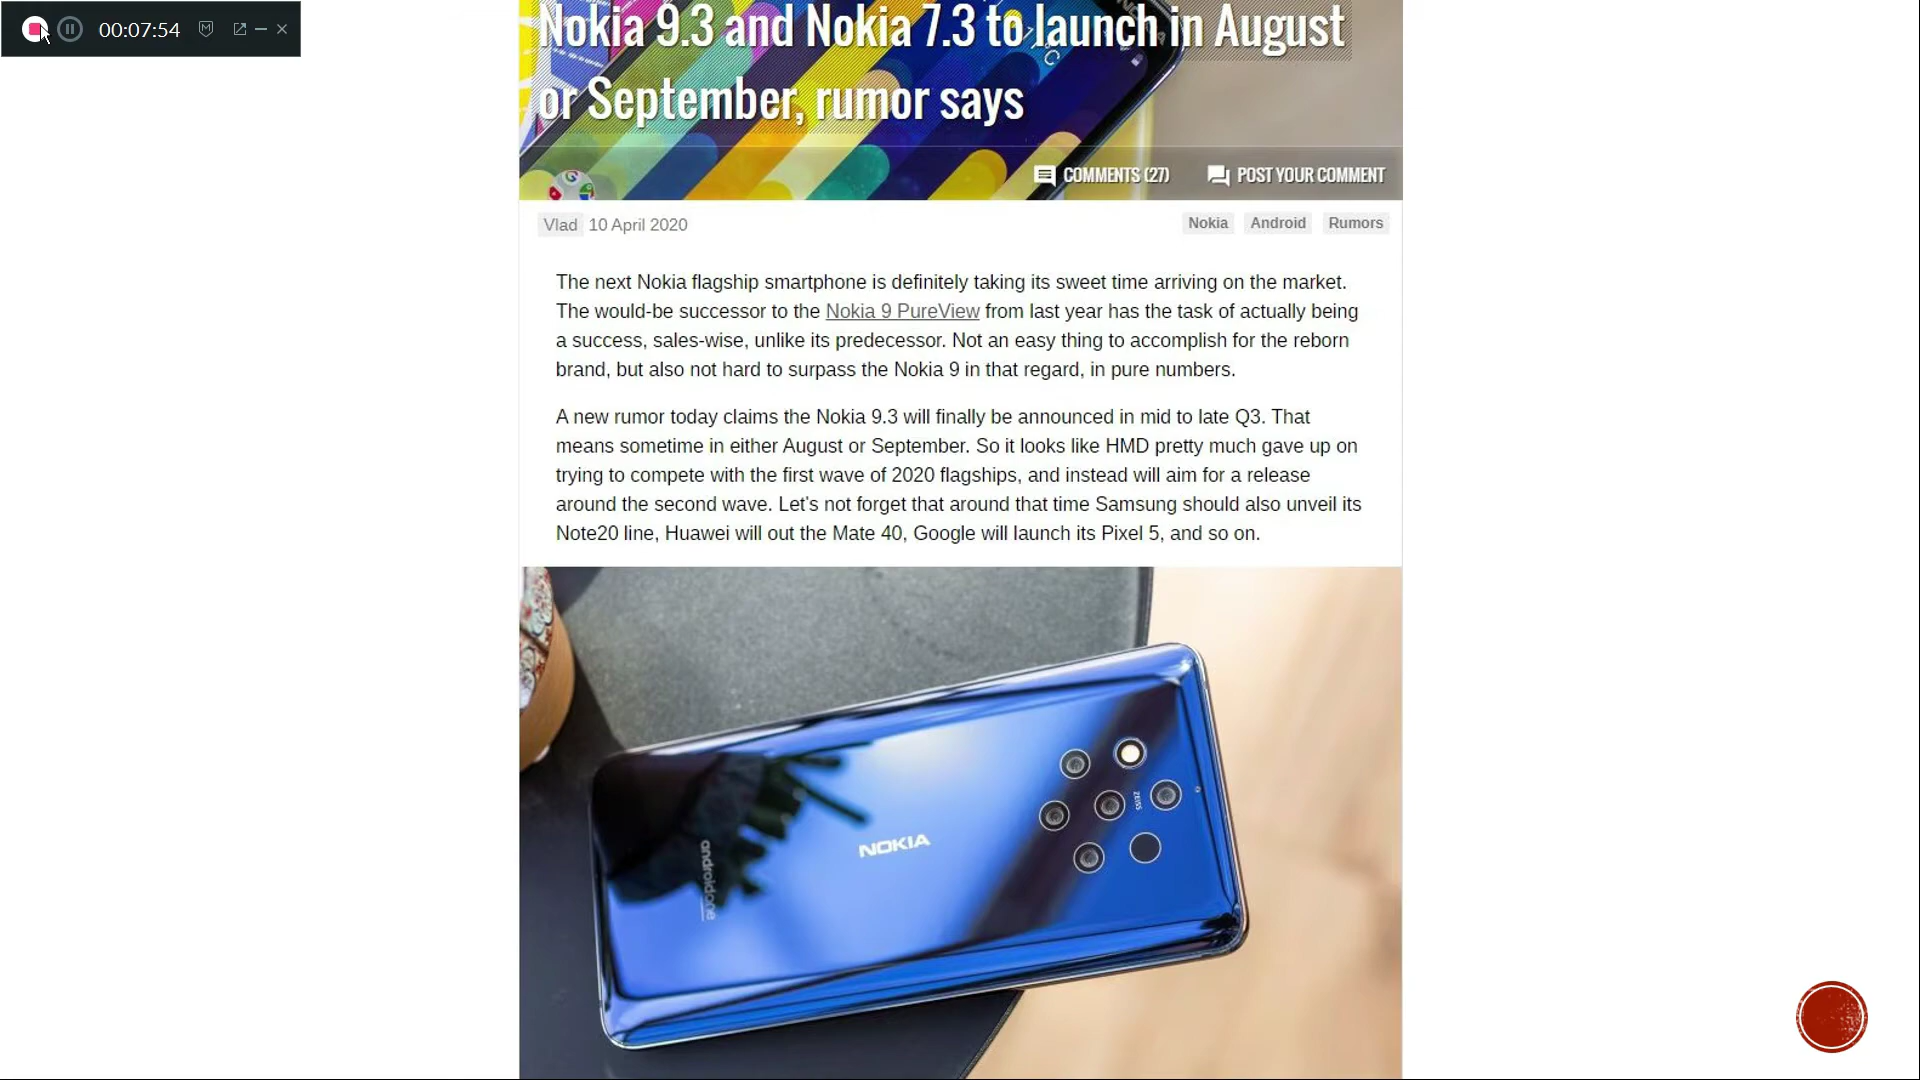 00:07:54
Nokia 9.3 and Nokia 7.3 to launch in August
or September, rumor says
COMMENTS (27)
POST YOUR COMMENT
Vlad 10 April 2020
Nokia Android Rumors
The next Nokia flagship smartphone is definitely taking its sweet time arriving on the market.
The would-be successor to the Nokia 9 PureView from last year has the task of actually being
a success, sales-wise, unlike its predecessor. Not an easy thing to accomplish for the reborn
brand, but also not hard to surpass the Nokia 9 in that regard, in pure numbers.
A new rumor today claims the Nokia 9.3 will finally be announced in mid to late Q3. That
means sometime in either August or September. So it looks like HMD pretty much gave up on
trying to compete with the first wave of 2020 flagships, and instead will aim for a release
around the second wave. Let's not forget that around that time Samsung should also unveil its
Note20 line, Huawei will out the Mate 40, Google will launch its Pixel 5, and so on.
ZEISS
NOKIA
androidone